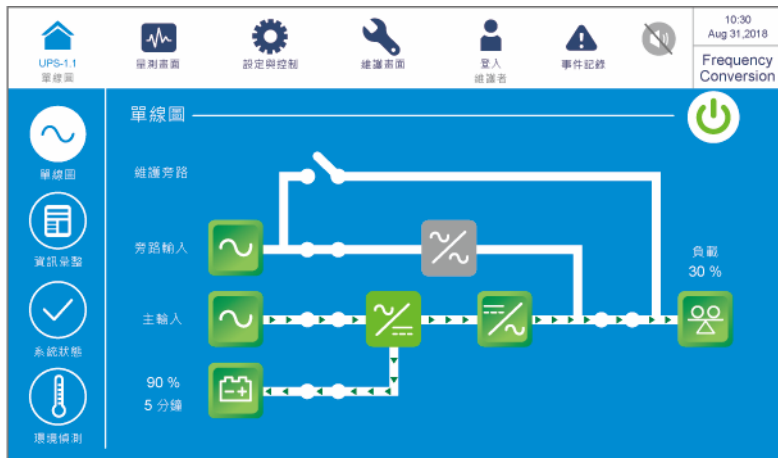 UPS-1.1
單線圖
量測畫面
設定與控制
維護畫面
登入
維護者
事件記錄
10:30
Aug 31,2018
Frequency
Conversion
單線圖
資訊彙整
系統狀態
環境偵測
單線圖
維護旁路
旁路輸入
主輸入
90 %
5 分鐘
負載
30 %